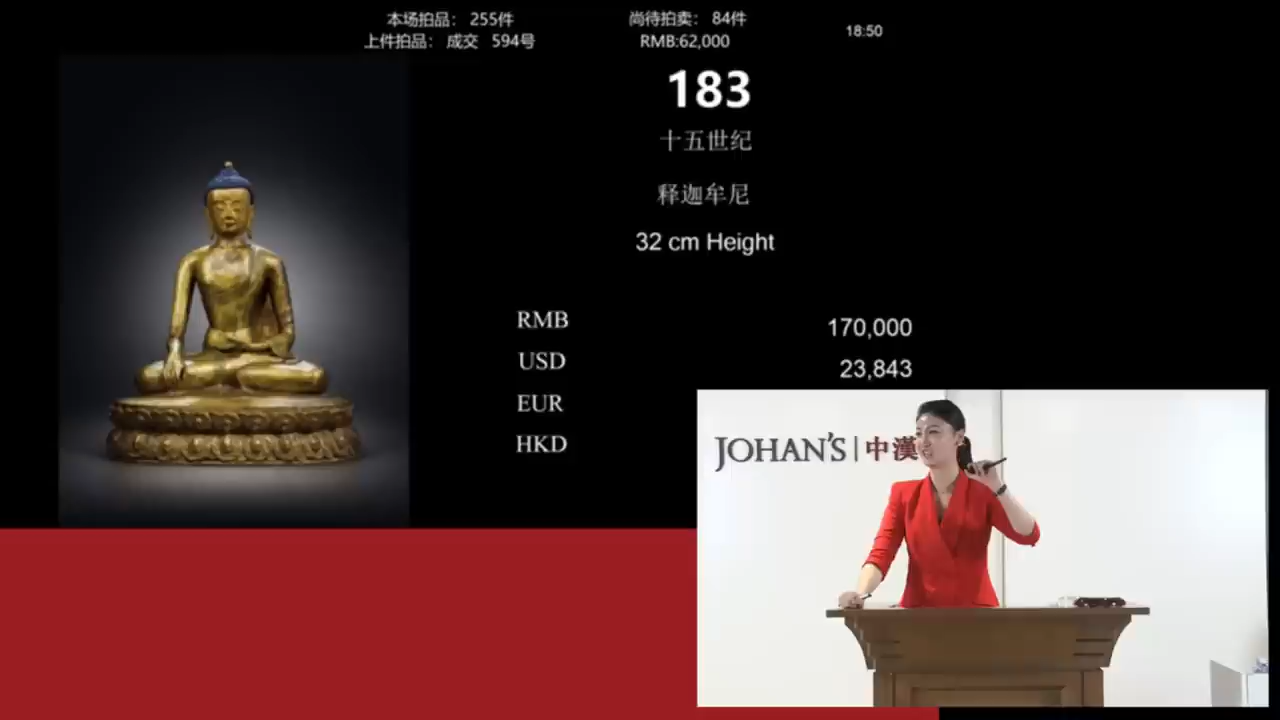 本场拍品： 255件 尚待拍卖： 84件
上件拍品： 成交 594号 RMB:62,000
18:50
183
十五世纪
释迦牟尼
32 cm Height
RMB 170,000
USD 23,843
EUR
HKD
JOHAN'S | 中漢